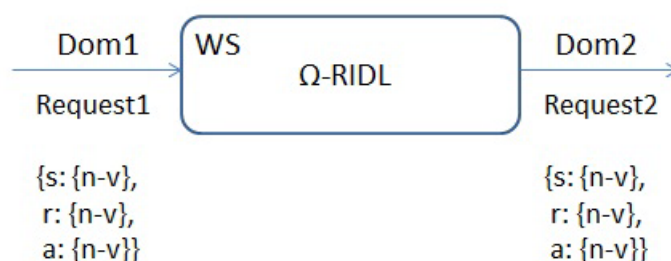 Dom1
WS
Ω-RIDL
Dom2
Request1
Request2
{s: {n-v},
r: {n-v},
a: {n-v}}
{s: {n-v},
r: {n-v},
a: {n-v}}